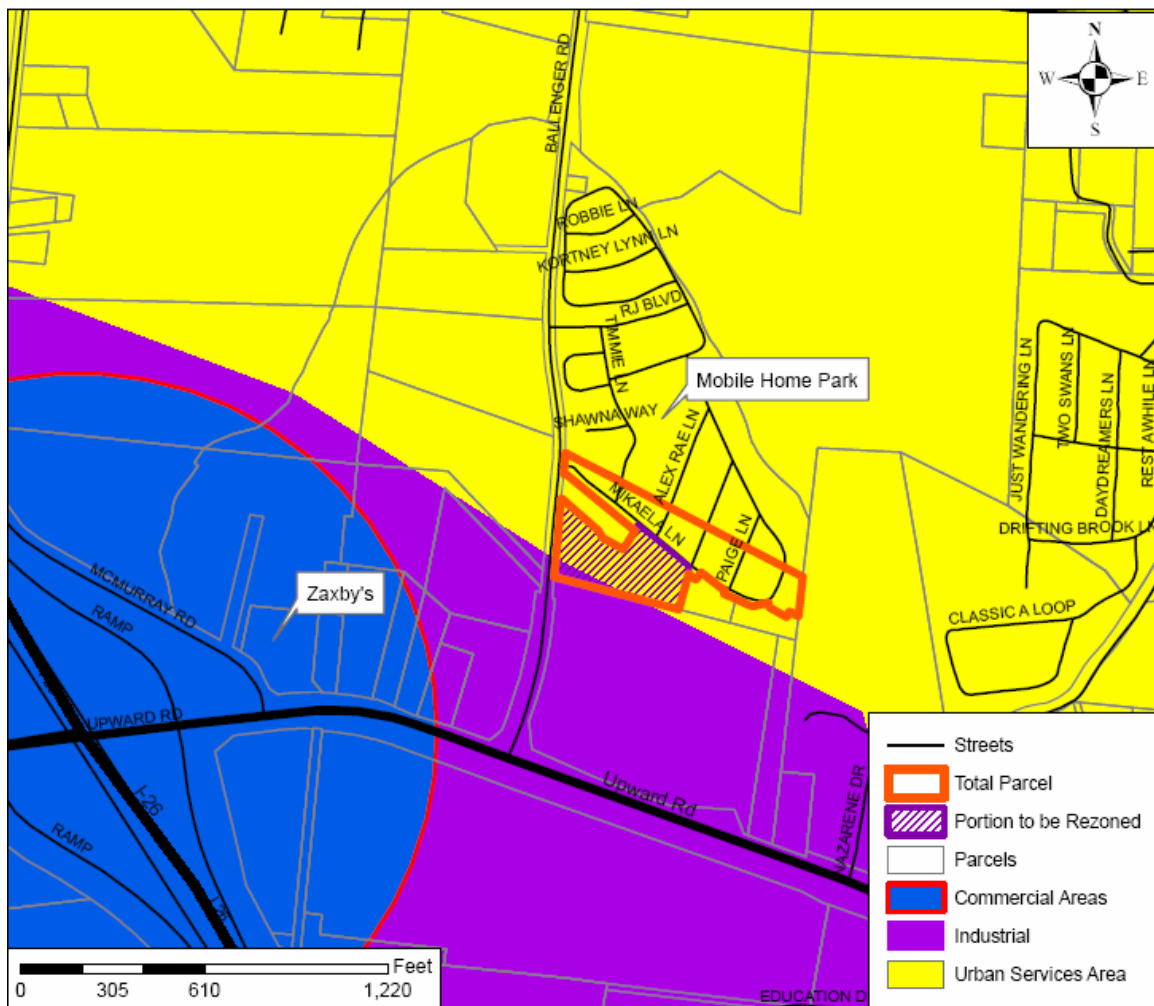 N
W E
S
BALLENGER RD
ROBBIE LN
KORTNEY LYNN LN
RJ BLVD
TIMMIE LN
Mobile Home Park
SHAWNA WAY
ALEX RAE LN
MIKAELA LN
PAIGE LN
JUST WANDERING LN
TWO SWANS LN
DAYDREAMERS LN
REST AWHILE LN
DRIFTING BROOK LN
CLASSIC A LOOP
Zaxby's
MCMURRAY RD
RAMP
UPWARD RD
I-26
Upward Rd
RAMP
I-26
NAZARENE DR
EDUCATION D
Streets
Total Parcel
Portion to be Rezoned
Parcels
Commercial Areas
Industrial
Urban Services Area
Feet
0 305 610 1,220